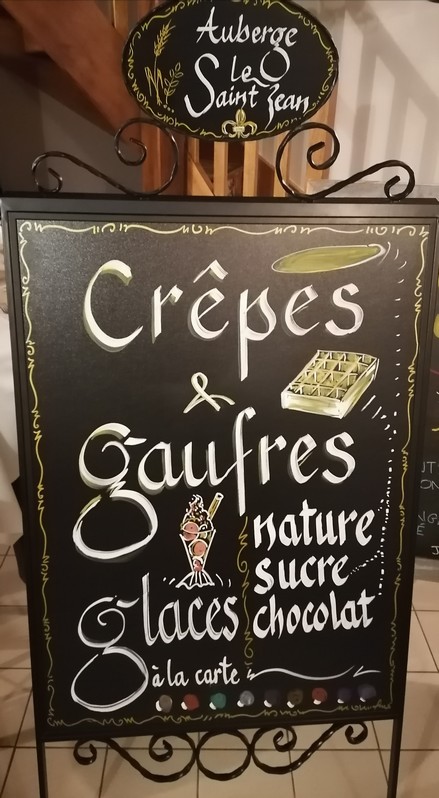 Auberge
Le
Saint Jean
Crêpes
&
gaufres
nature
sucre
chocolat
glaces
à la carte